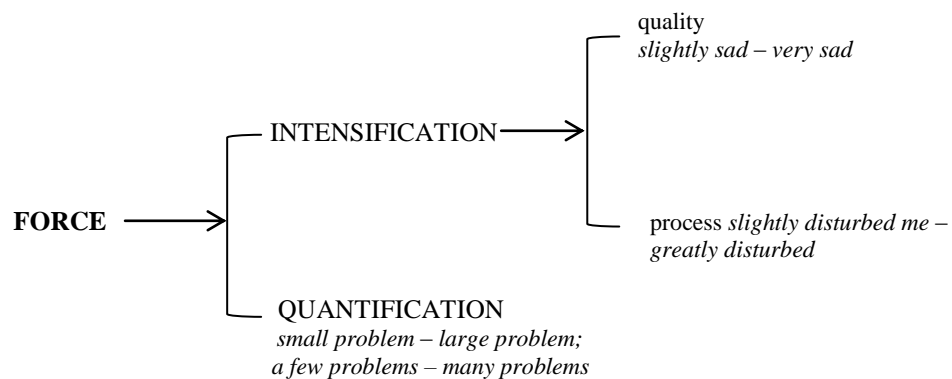 quality
slightly sad – very sad
INTENSIFICATION
FORCE
process slightly disturbed me –
greatly disturbed
QUANTIFICATION
small problem – large problem;
a few problems – many problems